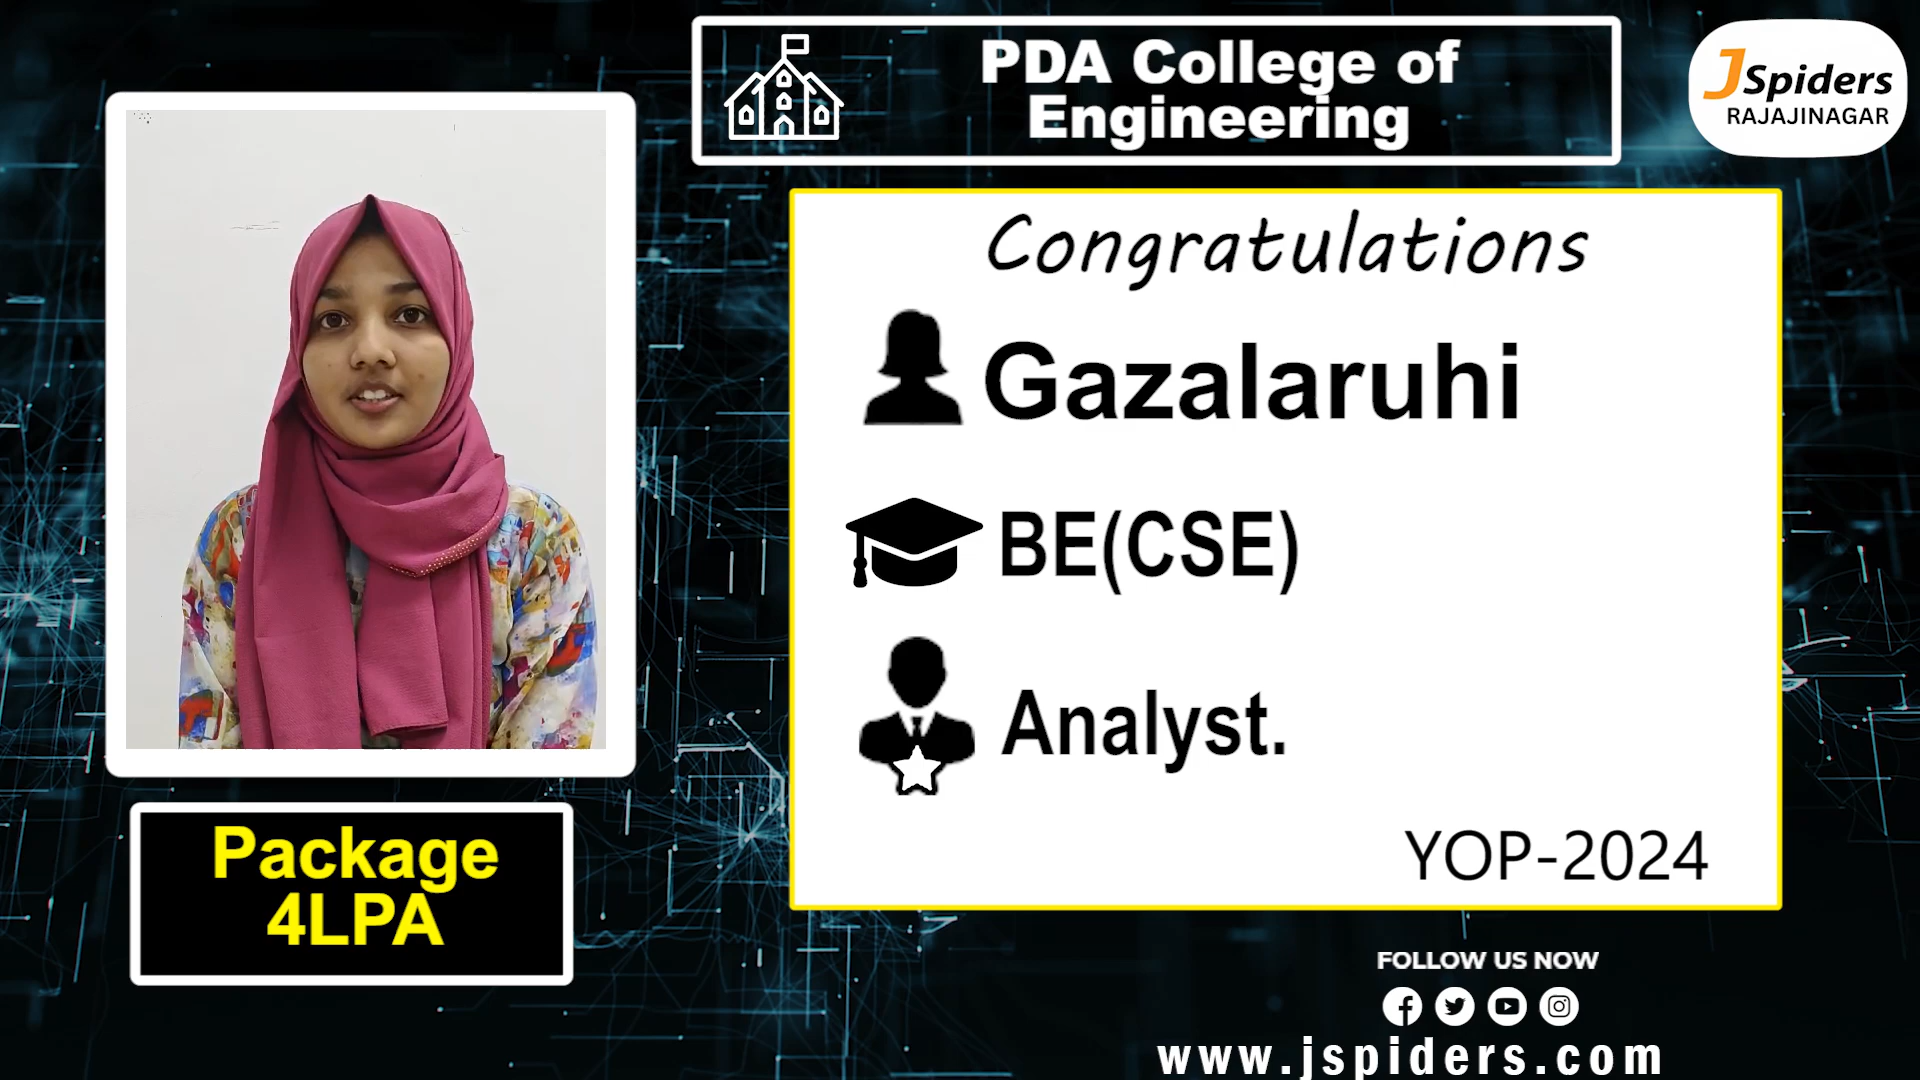 PDA College of
Engineering
JSpiders
RAJAJINAGAR
Congratulations
Gazalaruhi
BE(CSE)
Analyst.
YOP-2024
Package
4LPA
FOLLOW US NOW
www.jspiders.com